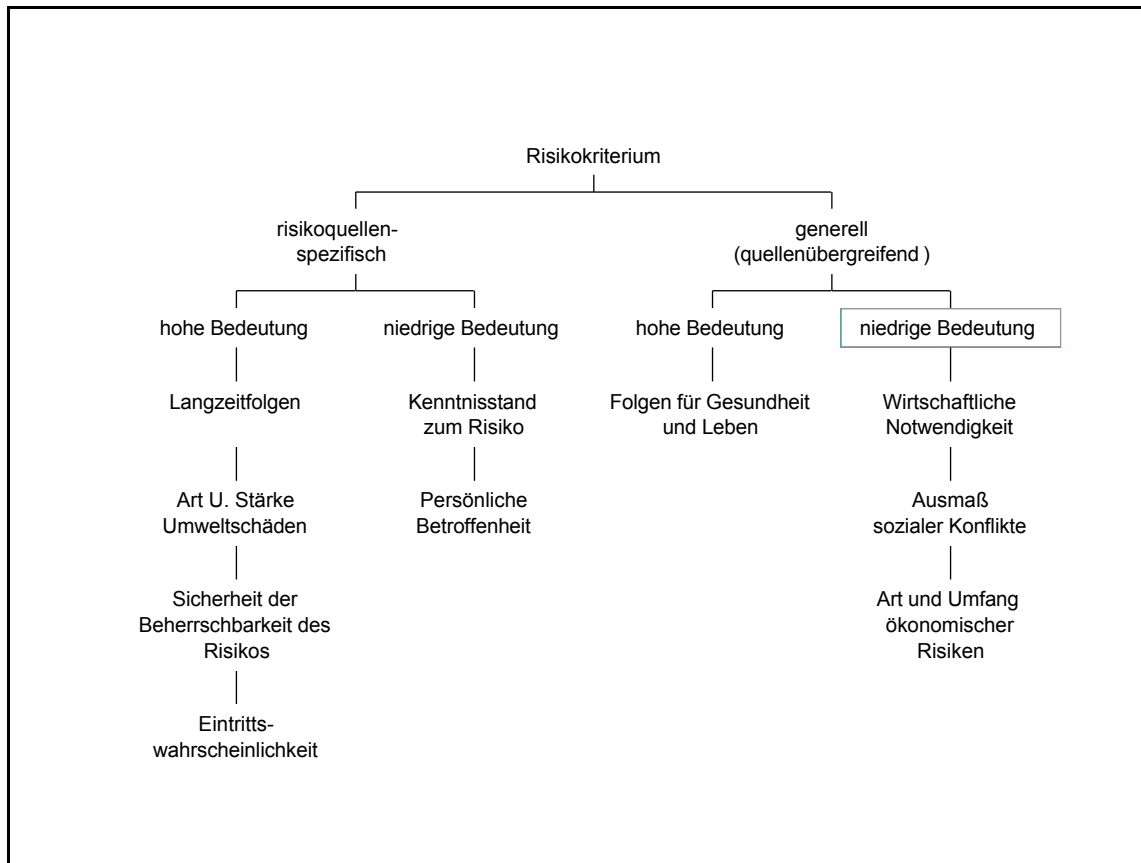 Risikokriterium
risikoquellen-
spezifisch
generell
(quellenübergreifend )
hohe Bedeutung
niedrige Bedeutung
hohe Bedeutung
niedrige Bedeutung
Langzeitfolgen
Kenntnisstand
zum Risiko
Folgen für Gesundheit
und Leben
Wirtschaftliche
Notwendigkeit
Art U. Stärke
Umweltschäden
Persönliche
Betroffenheit
Ausmaß
sozialer Konflikte
Sicherheit der
Beherrschbarkeit des
Risikos
Art und Umfang
ökonomischer
Risiken
Eintritts-
wahrscheinlichkeit